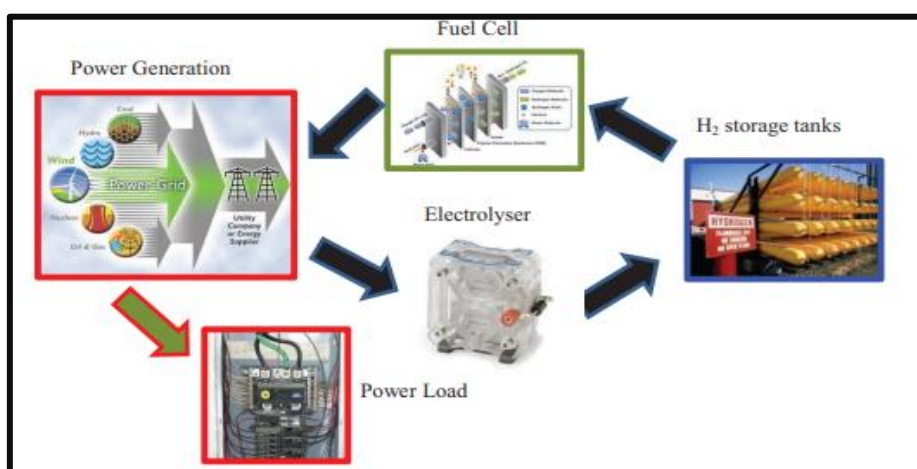 Fuel Cell
Power Generation
H₂ storage tanks
Coal
Hydro
Wind
Power Grid
Nuclear
Oil & Gas
Utility
Company
or Energy
Supplier
Electrolyser
HYDROGEN
Power Load